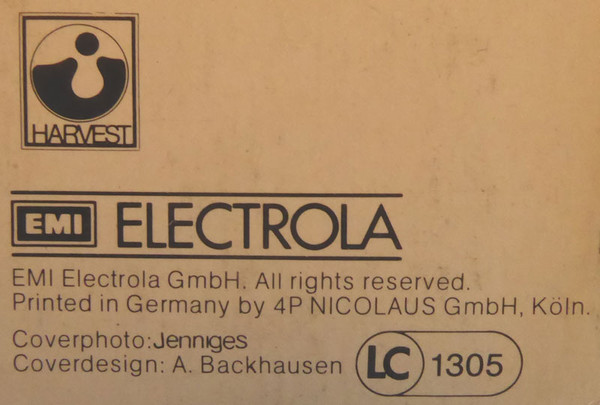 HARVEST
EMI ELECTROLA
EMI Electrola GmbH. All rights reserved.
Printed in Germany by 4P NICOLAUS GmbH, Köln.
Coverphoto: Jenniges
Coverdesign: A. Backhausen LC 1305